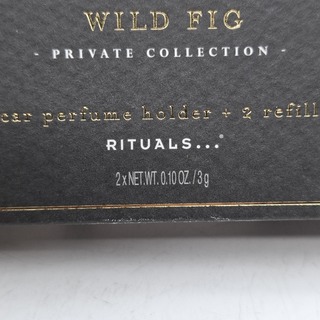 WILD FIG
- PRIVATE COLLECTION -
car perfume holder + 2 refill
RITUALS...®
2 x NET.WT. 0.10 OZ. / 3 g